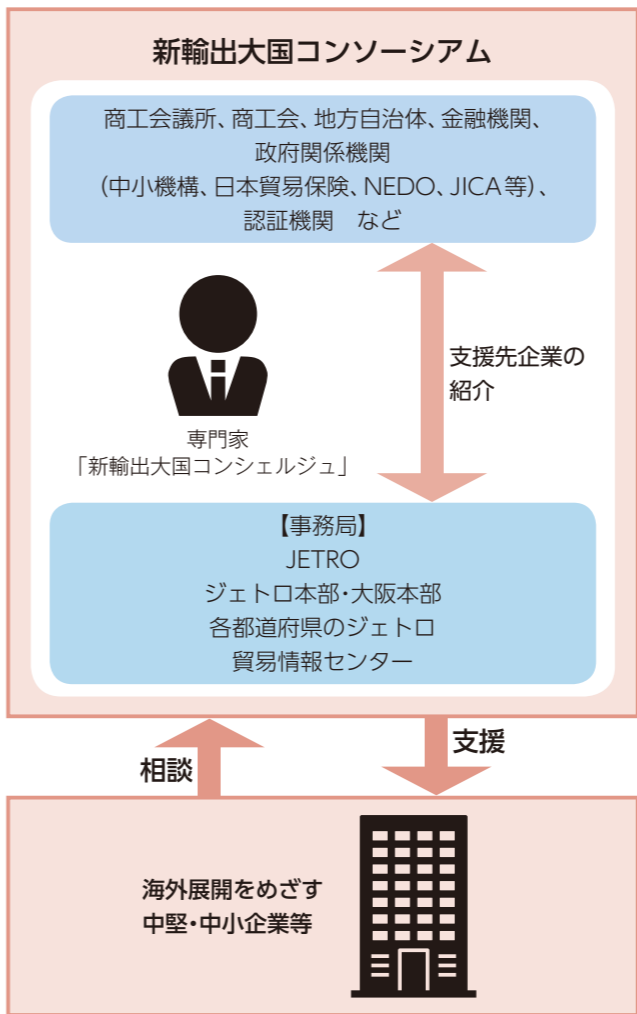 新輸出大国コンソーシアム
商工会議所、商工会、地方自治体、金融機関、
政府関係機関
(中小機構、日本貿易保険、NEDO、JICA等)、
認証機関　など
支援先企業の
紹介
専門家
「新輸出大国コンシェルジュ」
【事務局】
JETRO
ジェトロ本部・大阪本部
各都道府県のジェトロ
貿易情報センター
相談
支援
海外展開をめざす
中堅・中小企業等